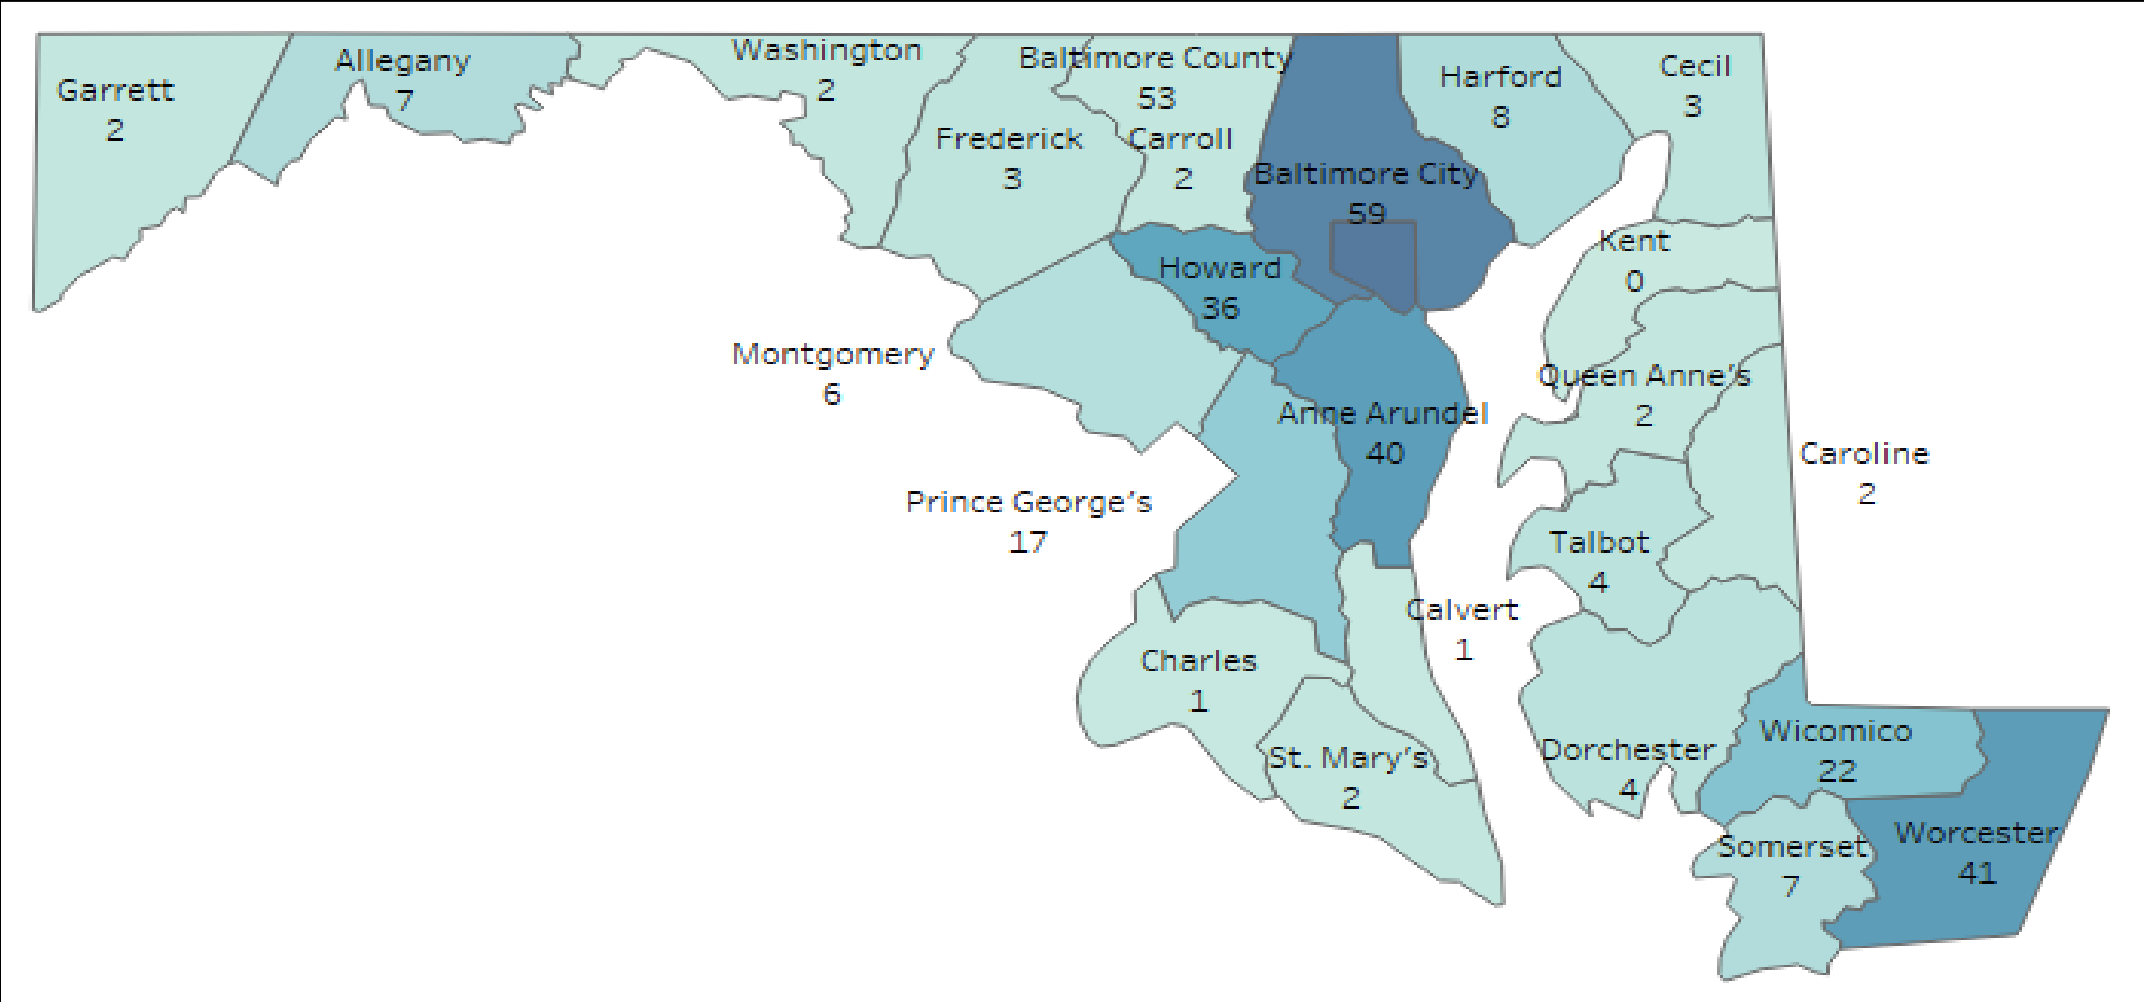 Garrett
2
Allegany
7
Washington
2
Frederick
3
Baltimore County
53
Carroll
2
Baltimore City
59
Harford
8
Cecil
3
Howard
36
Kent
0
Montgomery
6
Anne Arundel
40
Queen Anne's
2
Caroline
2
Prince George's
17
Talbot
4
Calvert
1
Charles
1
St. Mary's
2
Dorchester
4
Wicomico
22
Somerset
7
Worcester
41